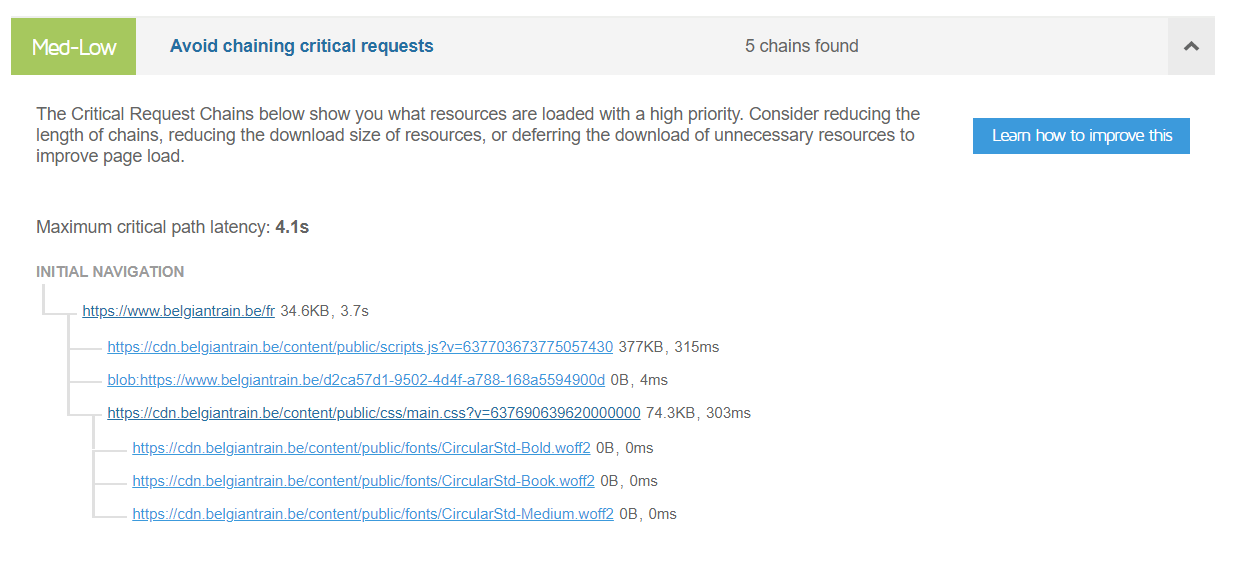 Med-Low Avoid chaining critical requests 5 chains found
The Critical Request Chains below show you what resources are loaded with a high priority. Consider reducing the
length of chains, reducing the download size of resources, or deferring the download of unnecessary resources to
improve page load.
Learn how to improve this
Maximum critical path latency: 4.1s
INITIAL NAVIGATION
https://www.belgiantrain.be/fr 34.6KB, 3.7s
https://cdn.belgiantrain.be/content/public/scripts.js?v=637703673775057430 377KB, 315ms
blob:https://www.belgiantrain.be/d2ca57d1-9502-4d4f-a788-168a5594900d 0B, 4ms
https://cdn.belgiantrain.be/content/public/css/main.css?v=637690639620000000 74.3KB, 303ms
https://cdn.belgiantrain.be/content/public/fonts/CircularStd-Bold.woff2 0B, 0ms
https://cdn.belgiantrain.be/content/public/fonts/CircularStd-Book.woff2 0B, 0ms
https://cdn.belgiantrain.be/content/public/fonts/CircularStd-Medium.woff2 0B, 0ms